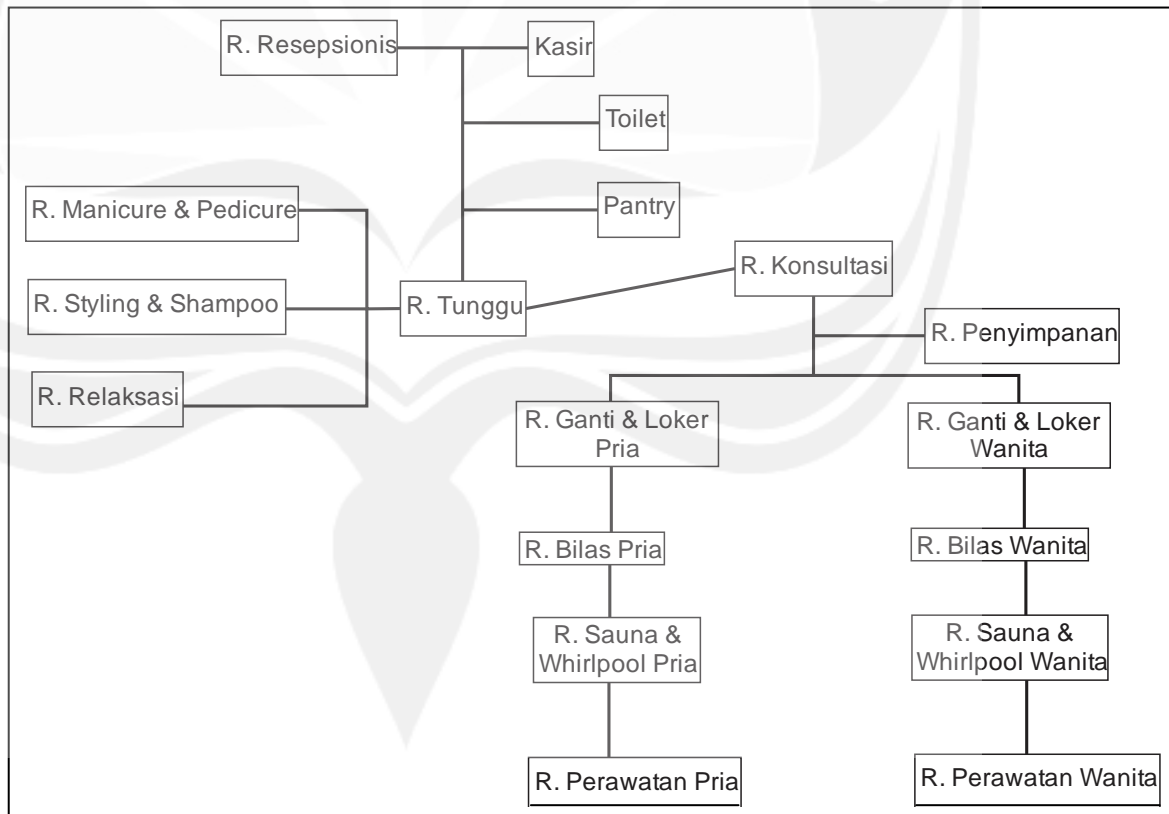 R. Resepsionis
Kasir
Toilet
R. Manicure & Pedicure
Pantry
R. Konsultasi
R. Styling & Shampoo
R. Tunggu
R. Penyimpanan
R. Relaksasi
R. Ganti & Loker
Pria
R. Ganti & Loker
Wanita
R. Bilas Pria
R. Bilas Wanita
R. Sauna &
Whirlpool Pria
R. Sauna &
Whirlpool Wanita
R. Perawatan Pria
R. Perawatan Wanita